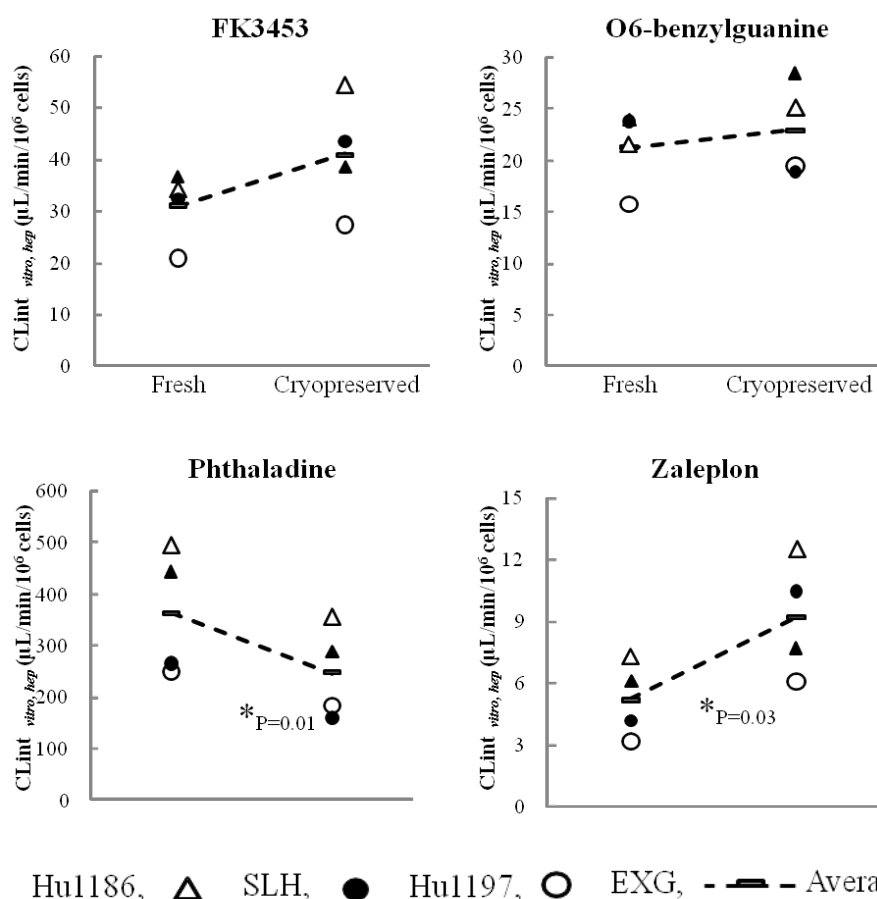 FK3453
CLint vitro, hep (µL/min/10⁶ cells)
60
50
40
30
20
10
0
Fresh Cryopreserved
O6-benzylguanine
CLint vitro, hep (µL/min/10⁶ cells)
30
25
20
15
10
5
0
Fresh Cryopreserved
Phthaladine
CLint vitro, hep (µL/min/10⁶ cells)
600
500
400
300
200
100
0
*P=0.01
Zaleplon
CLint vitro, hep (µL/min/10⁶ cells)
15
12
9
6
3
0
*P=0.03
Hu1186, SLH, Hu1197, EXG, Avera